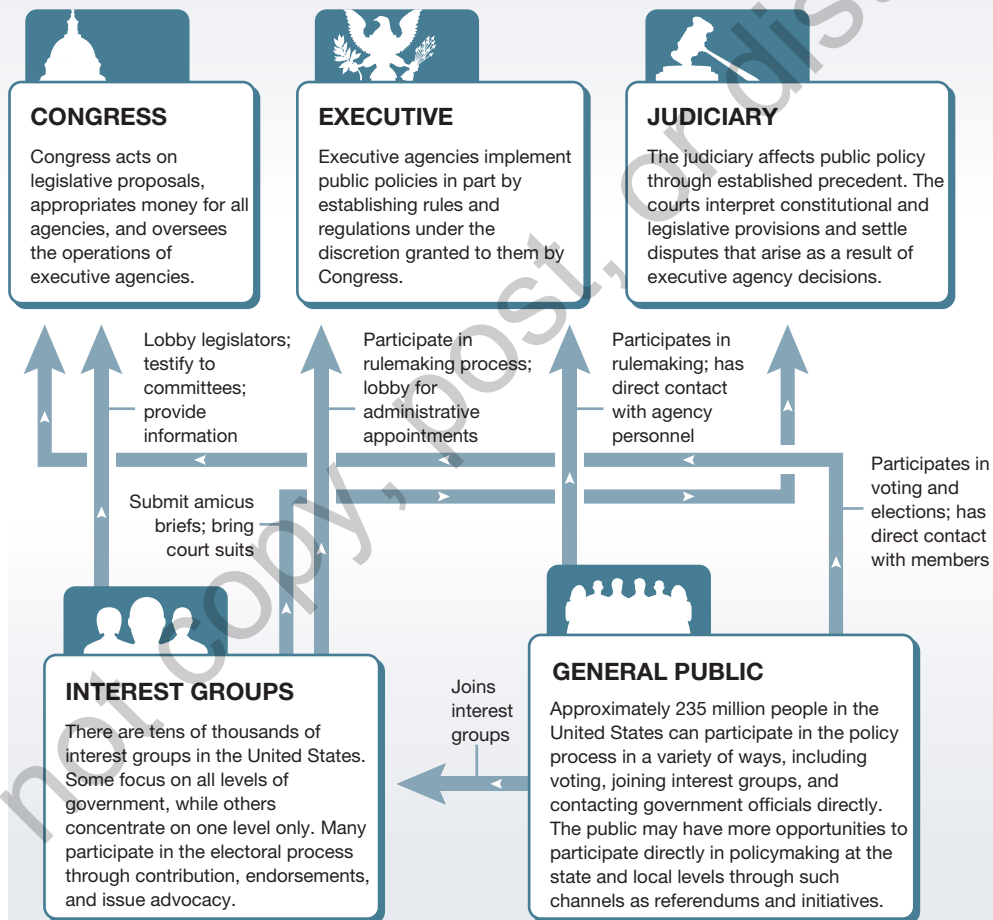 CONGRESS
Congress acts on
legislative proposals,
appropriates money for all
agencies, and oversees
the operations of
executive agencies.
EXECUTIVE
Executive agencies implement
public policies in part by
establishing rules and
regulations under the
discretion granted to them by
Congress.
JUDICIARY
The judiciary affects public policy
through established precedent. The
courts interpret constitutional and
legislative provisions and settle
disputes that arise as a result of
executive agency decisions.
Lobby legislators;
testify to
committees;
provide
information
Participate in
rulemaking process;
lobby for
administrative
appointments
Participates in
rulemaking; has
direct contact
with agency
personnel
Participates in
voting and
elections; has
direct contact
with members
Submit amicus
briefs; bring
court suits
INTEREST GROUPS
There are tens of thousands of
interest groups in the United States.
Some focus on all levels of
government, while others
concentrate on one level only. Many
participate in the electoral process
through contribution, endorsements,
and issue advocacy.
Joins
interest
groups
GENERAL PUBLIC
Approximately 235 million people in the
United States can participate in the policy
process in a variety of ways, including
voting, joining interest groups, and
contacting government officials directly.
The public may have more opportunities to
participate directly in policymaking at the
state and local levels through such
channels as referendums and initiatives.
not copy, post, or